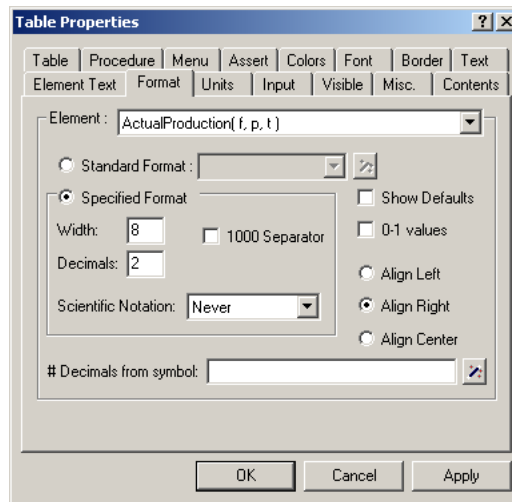 Table Properties
Table Procedure Menu Assert Colors Font Border Text
Element Text Format Units Input Visible Misc. Contents
Element : ActualProduction( f, p, t )
Standard Format :
Specified Format
Show Defaults
Width: 8
1000 Separator
0-1 values
Decimals: 2
Align Left
Scientific Notation: Never
Align Right
Align Center
# Decimals from symbol:
OK Cancel Apply